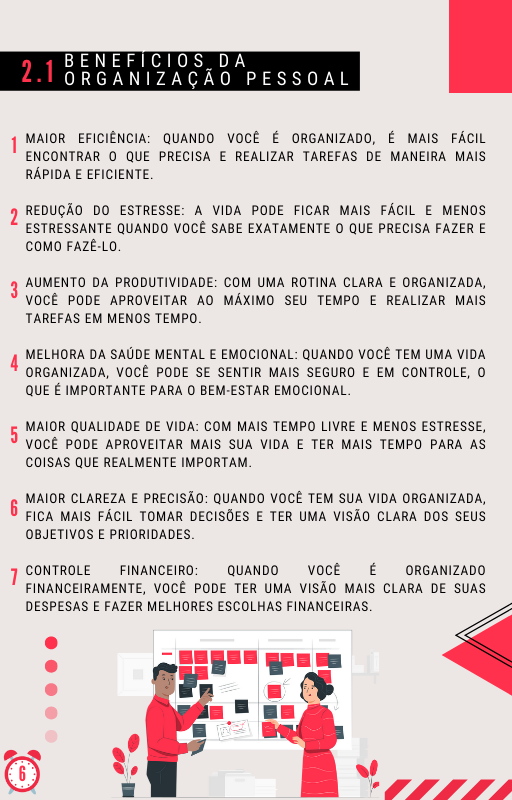 2.1 BENEFÍCIOS DA
ORGANIZAÇÃO PESSOAL
1 MAIOR EFICIÊNCIA: QUANDO VOCÊ É ORGANIZADO, É MAIS FÁCIL
ENCONTRAR O QUE PRECISA E REALIZAR TAREFAS DE MANEIRA MAIS
RÁPIDA E EFICIENTE.
2 REDUÇÃO DO ESTRESSE: A VIDA PODE FICAR MAIS FÁCIL E MENOS
ESTRESSANTE QUANDO VOCÊ SABE EXATAMENTE O QUE PRECISA FAZER E
COMO FAZÊ-LO.
3 AUMENTO DA PRODUTIVIDADE: COM UMA ROTINA CLARA E ORGANIZADA,
VOCÊ PODE APROVEITAR AO MÁXIMO SEU TEMPO E REALIZAR MAIS
TAREFAS EM MENOS TEMPO.
4 MELHORA DA SAÚDE MENTAL E EMOCIONAL: QUANDO VOCÊ TEM UMA VIDA
ORGANIZADA, VOCÊ PODE SE SENTIR MAIS SEGURO E EM CONTROLE, O
QUE É IMPORTANTE PARA O BEM-ESTAR EMOCIONAL.
5 MAIOR QUALIDADE DE VIDA: COM MAIS TEMPO LIVRE E MENOS ESTRESSE,
VOCÊ PODE APROVEITAR MAIS SUA VIDA E TER MAIS TEMPO PARA AS
COISAS QUE REALMENTE IMPORTAM.
6 MAIOR CLAREZA E PRECISÃO: QUANDO VOCÊ TEM SUA VIDA ORGANIZADA,
FICA MAIS FÁCIL TOMAR DECISÕES E TER UMA VISÃO CLARA DOS SEUS
OBJETIVOS E PRIORIDADES.
7 CONTROLE FINANCEIRO: QUANDO VOCÊ É ORGANIZADO
FINANCEIRAMENTE, VOCÊ PODE TER UMA VISÃO MAIS CLARA DE SUAS
DESPESAS E FAZER MELHORES ESCOLHAS FINANCEIRAS.
6